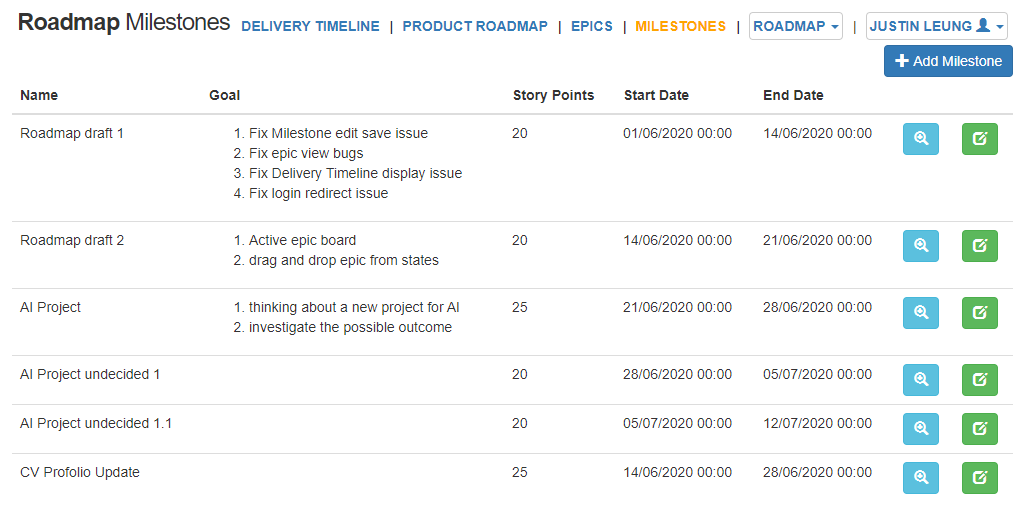 Roadmap Milestones DELIVERY TIMELINE | PRODUCT ROADMAP | EPICS | MILESTONES | ROADMAP | JUSTIN LEUNG
Add Milestone
Name Goal Story Points Start Date End Date
Roadmap draft 1 1. Fix Milestone edit save issue 20 01/06/2020 00:00 14/06/2020 00:00
2. Fix epic view bugs
3. Fix Delivery Timeline display issue
4. Fix login redirect issue
Roadmap draft 2 1. Active epic board 20 14/06/2020 00:00 21/06/2020 00:00
2. drag and drop epic from states
AI Project 1. thinking about a new project for AI 25 21/06/2020 00:00 28/06/2020 00:00
2. investigate the possible outcome
AI Project undecided 1 20 28/06/2020 00:00 05/07/2020 00:00
AI Project undecided 1.1 20 05/07/2020 00:00 12/07/2020 00:00
CV Profolio Update 25 14/06/2020 00:00 28/06/2020 00:00